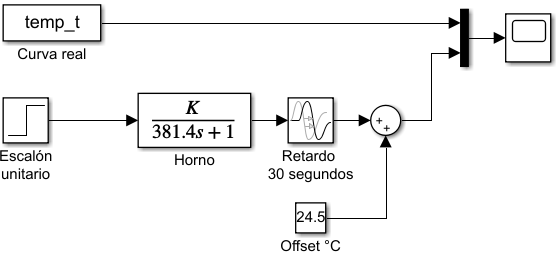 temp_t
Curva real
K
381.4s + 1
Escalón
unitario
Horno
Retardo
30 segundos
+
+
24.5
Offset °C